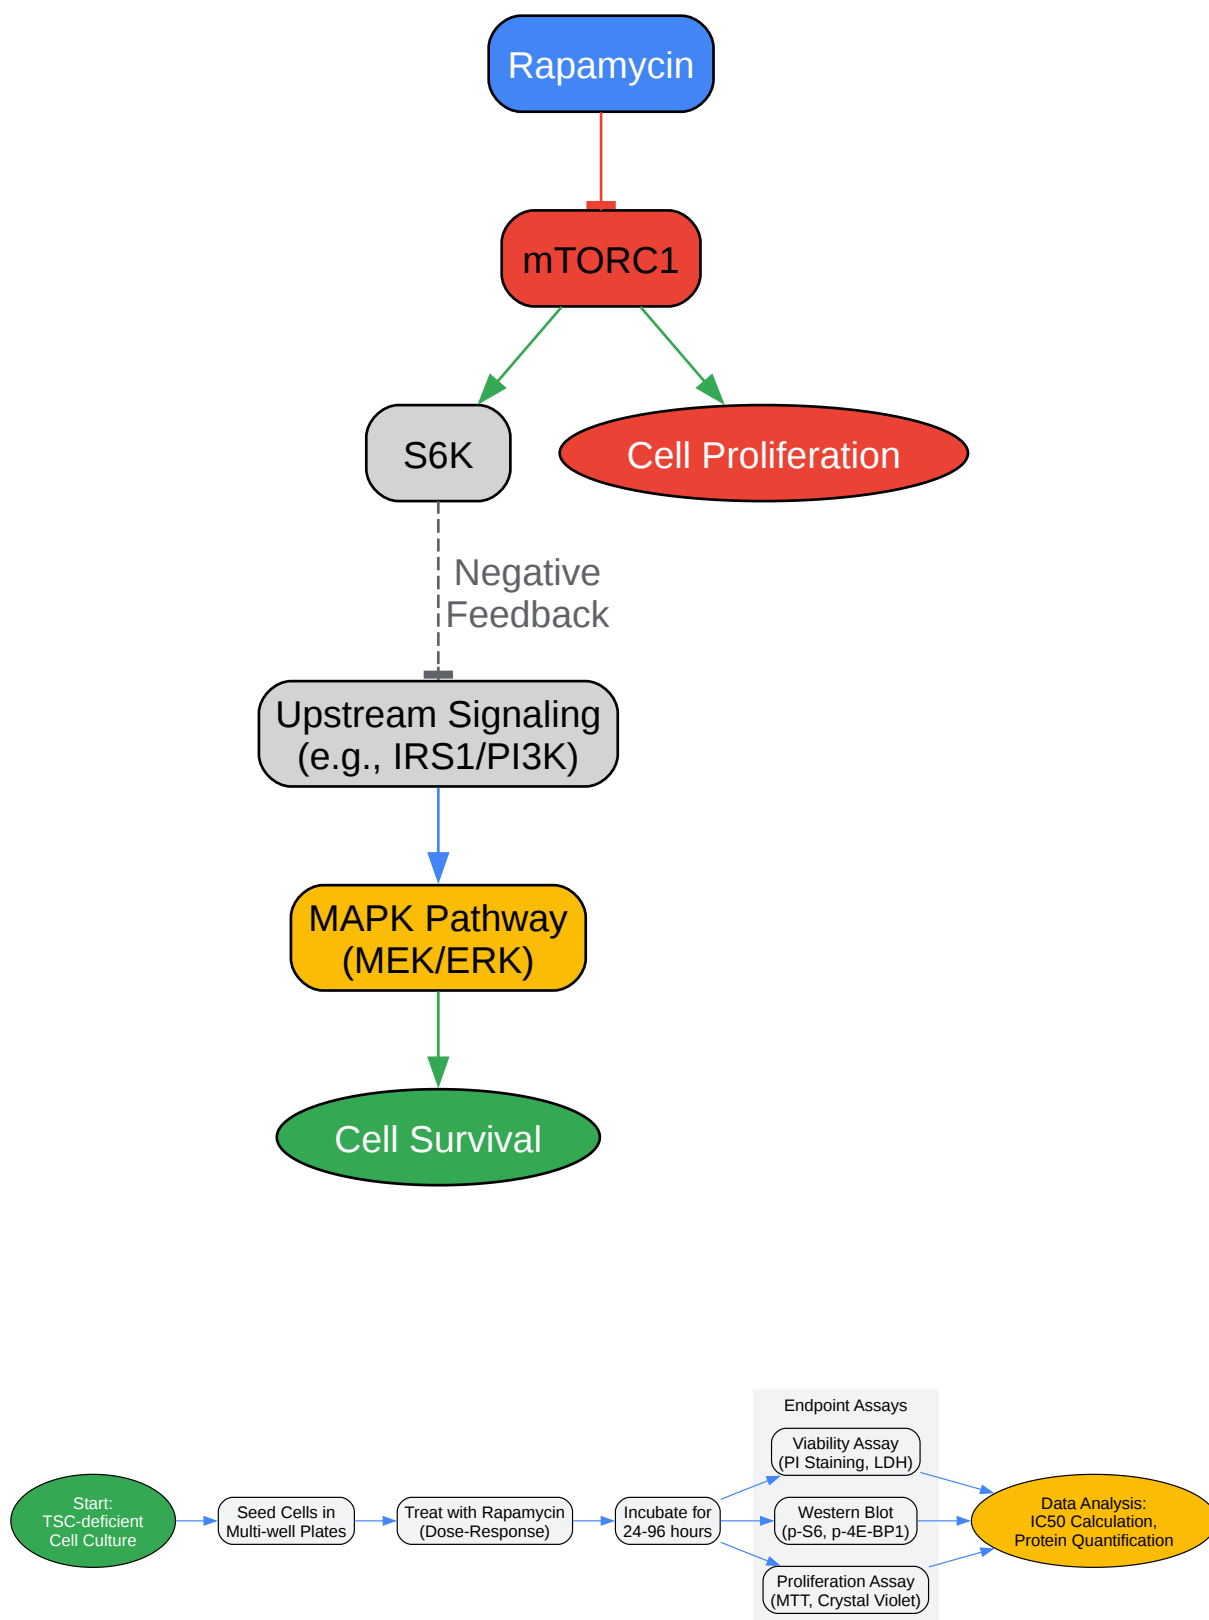 Rapamycin
mTORC1
S6K
Cell Proliferation
Negative
Feedback
Upstream Signaling
(e.g., IRS1/PI3K)
MAPK Pathway
(MEK/ERK)
Cell Survival
Start:
TSC-deficient
Cell Culture
Seed Cells in
Multi-well Plates
Treat with Rapamycin
(Dose-Response)
Incubate for
24-96 hours
Endpoint Assays
Viability Assay
(PI Staining, LDH)
Western Blot
(p-S6, p-4E-BP1)
Proliferation Assay
(MTT, Crystal Violet)
Data Analysis:
IC50 Calculation,
Protein Quantification